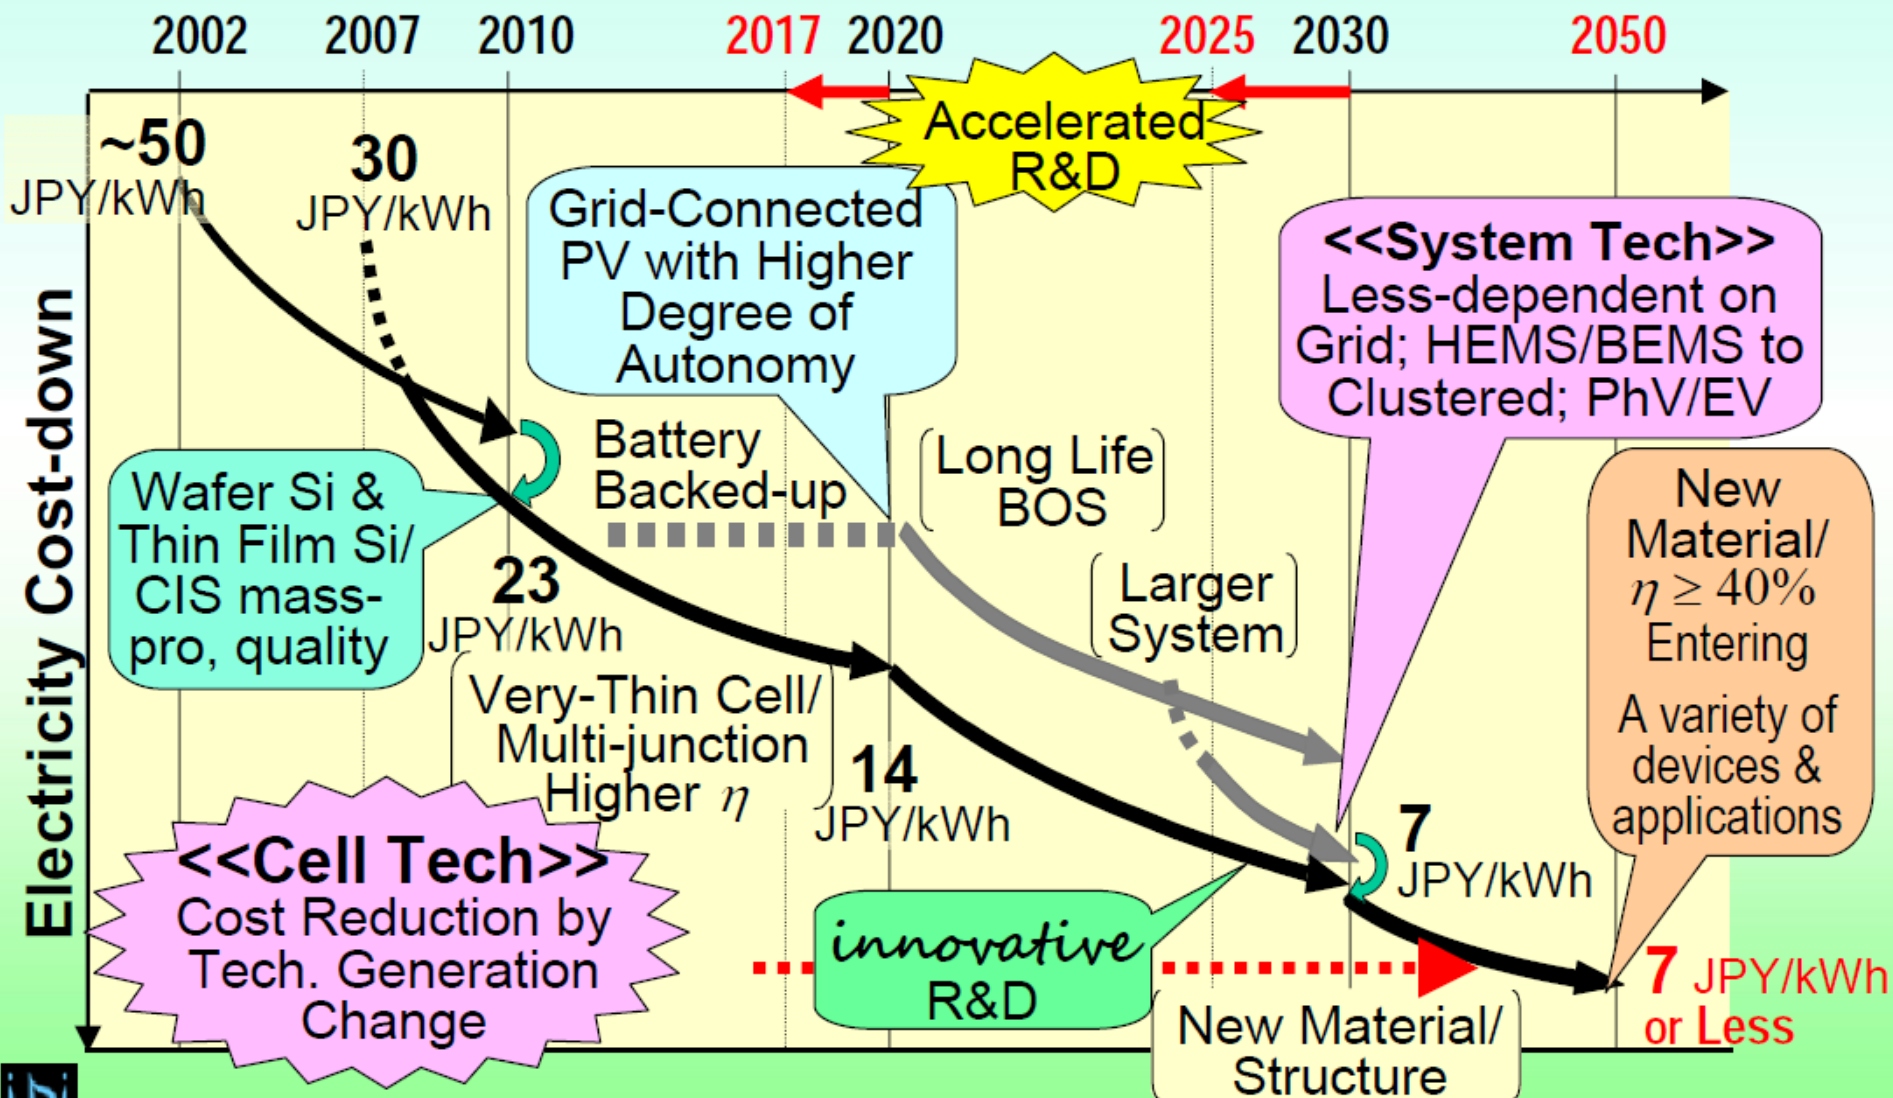 2002 2007 2010 2017 2020 2025 2030 2050
Accelerated
R&D
~50
JPY/kWh
30
JPY/kWh
Grid-Connected
PV with Higher
Degree of
Autonomy
<<System Tech>>
Less-dependent on
Grid; HEMS/BEMS to
Clustered; PhV/EV
Electricity Cost-down
Wafer Si &
Thin Film Si/
CIS mass-
pro, quality
Battery
Backed-up
Long Life
BOS
Larger
System
New
Material/
η ≥ 40%
Entering
A variety of
devices &
applications
23
JPY/kWh
Very-Thin Cell/
Multi-junction
Higher η
14
JPY/kWh
7
JPY/kWh
<<Cell Tech>>
Cost Reduction by
Tech. Generation
Change
innovative
R&D
New Material/
Structure
7 JPY/kWh
or Less